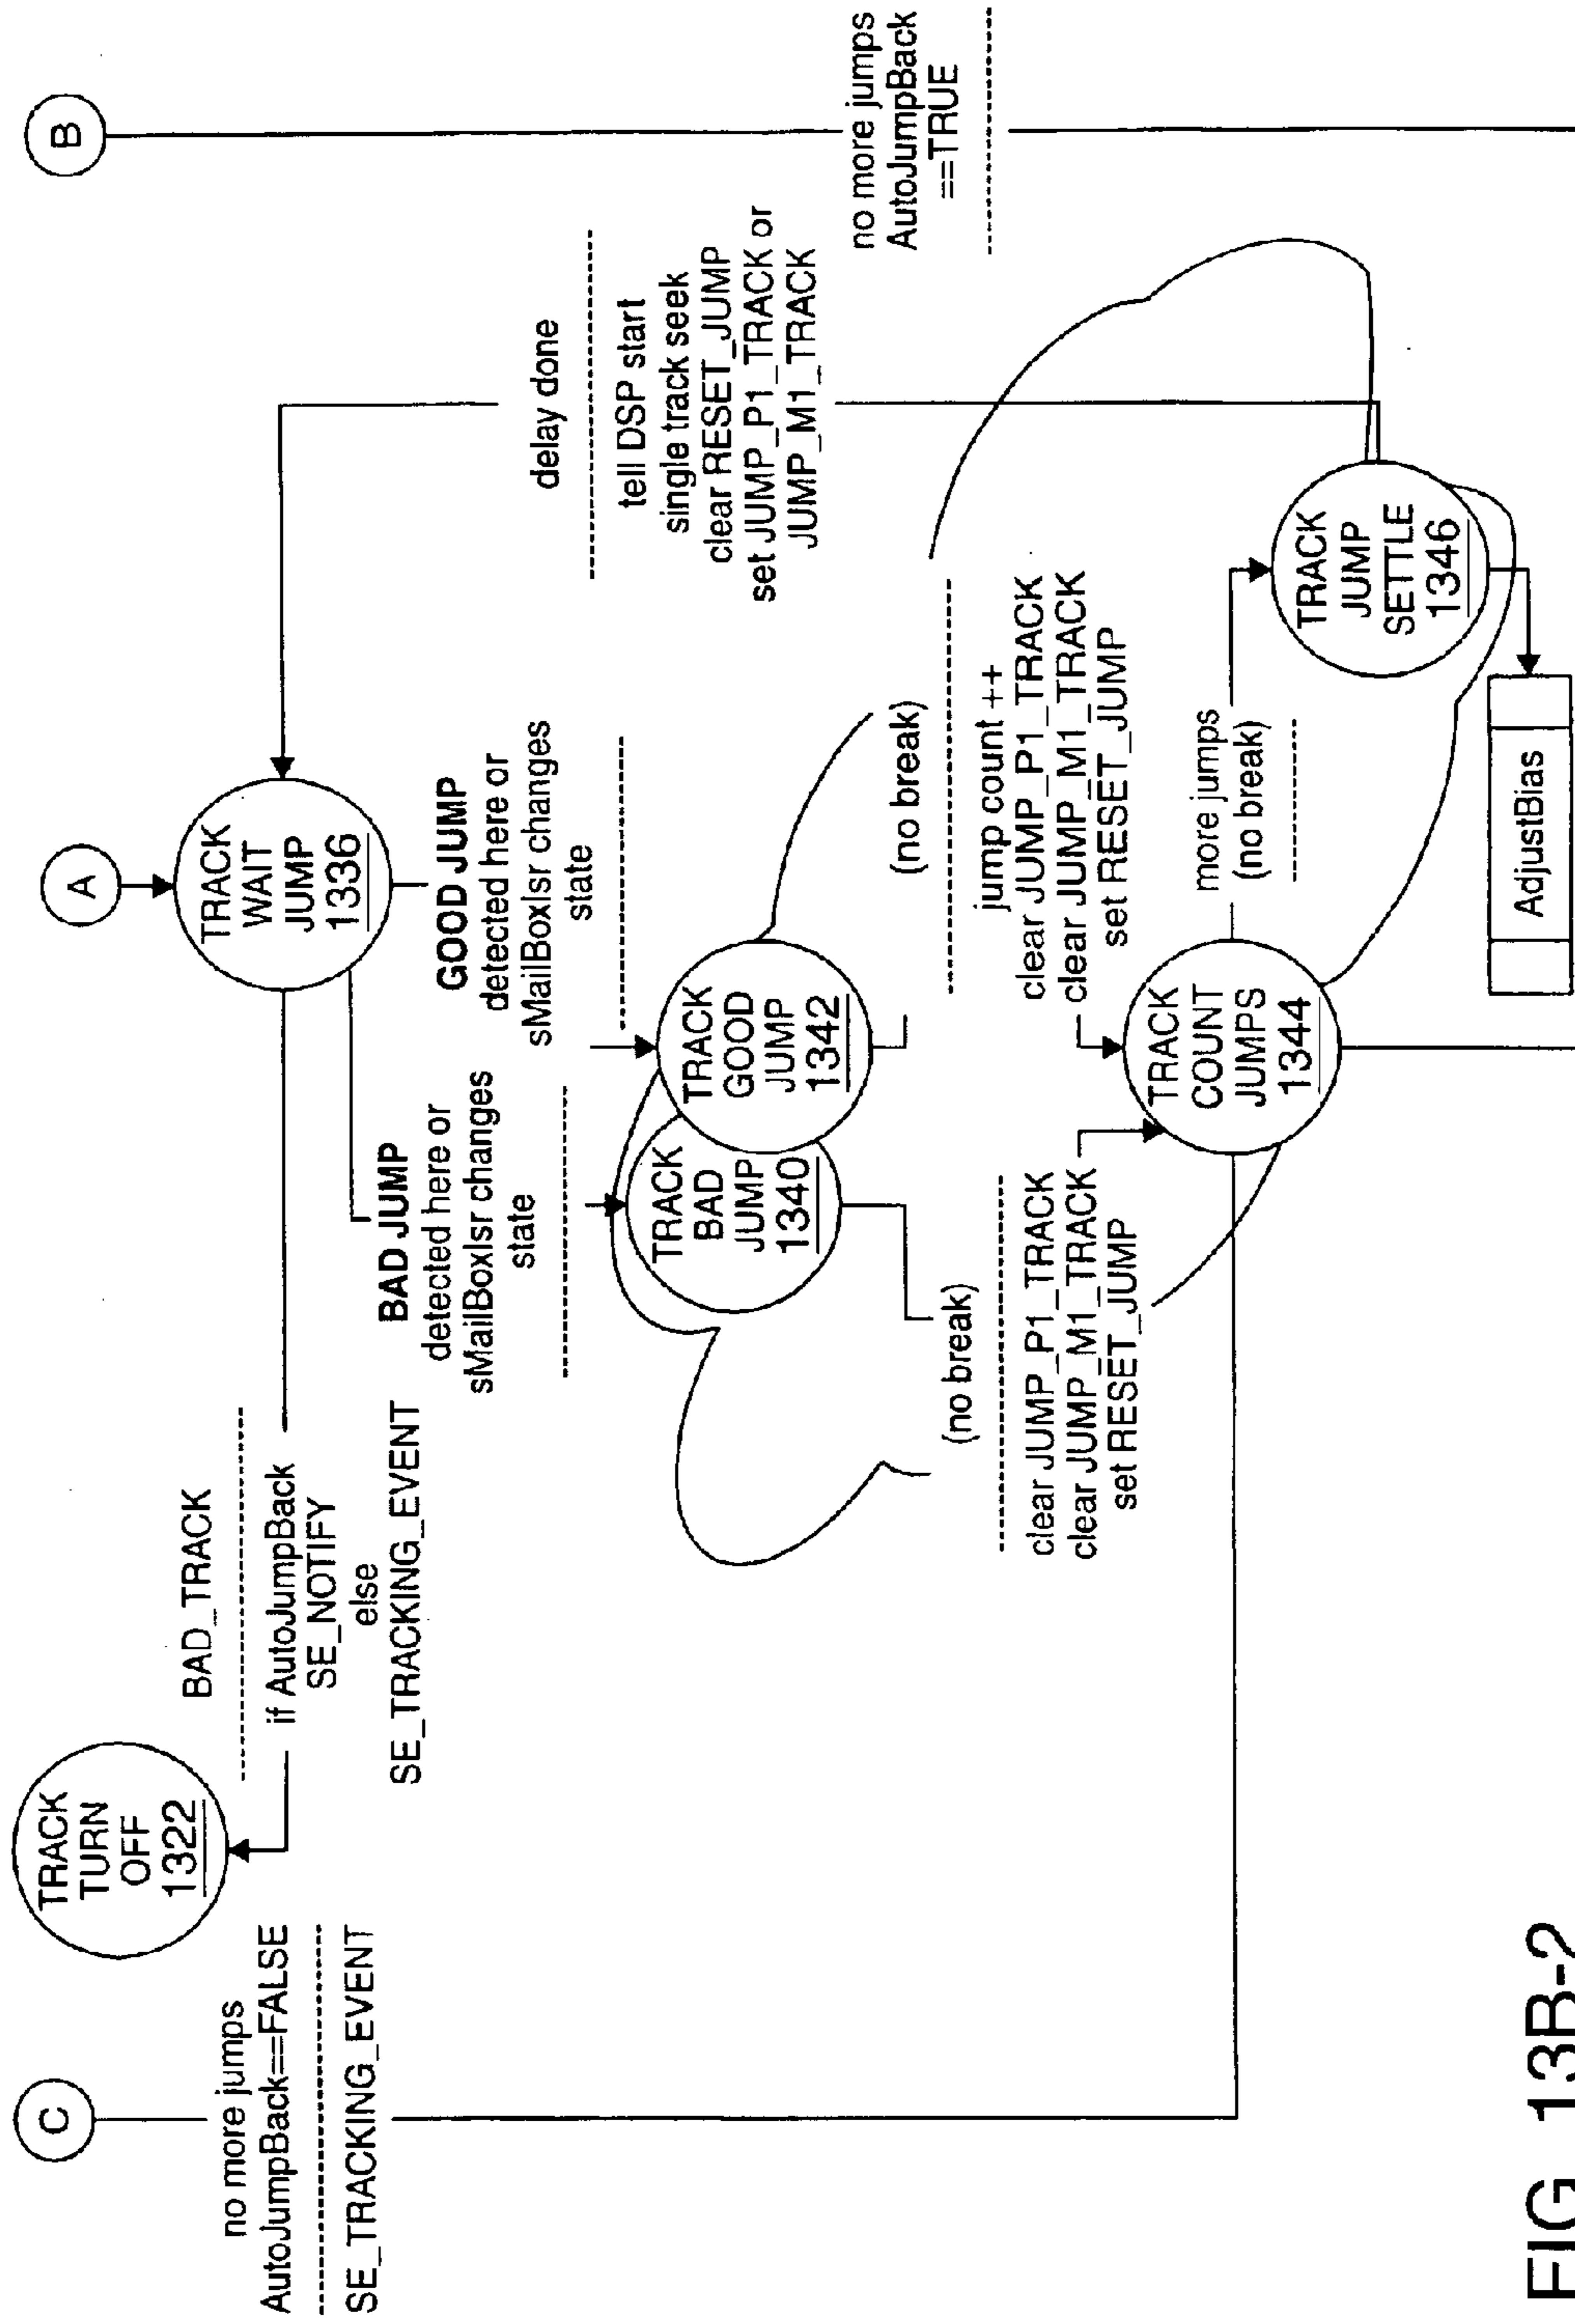 C
no more jumps
AutoJumpBack==FALSE
SE_TRACKING_EVENT
TRACK
TURN
OFF
1322
BAD_TRACK
if AutoJumpBack
SE_NOTIFY
else
SE_TRACKING_EVENT
A
TRACK
WAIT
JUMP
1336
B
no more jumps
AutoJumpBack
==TRUE
delay done
tell DSP start
single track seek
clear RESET_JUMP
set JUMP_P1_TRACK or
JUMP_M1_TRACK
BAD JUMP
detected here or
sMailBoxIsr changes
state
GOOD JUMP
detected here or
sMailBoxIsr changes
state
TRACK
BAD
JUMP
1340
TRACK
GOOD
JUMP
1342
(no break)
clear JUMP_P1_TRACK
clear JUMP_M1_TRACK
set RESET_JUMP
(no break)
jump count ++
clear JUMP_P1_TRACK
clear JUMP_M1_TRACK
set RESET_JUMP
TRACK
COUNT
JUMPS
1344
more jumps
(no break)
TRACK
JUMP
SETTLE
1346
AdjustBias
FIG. 13B-2